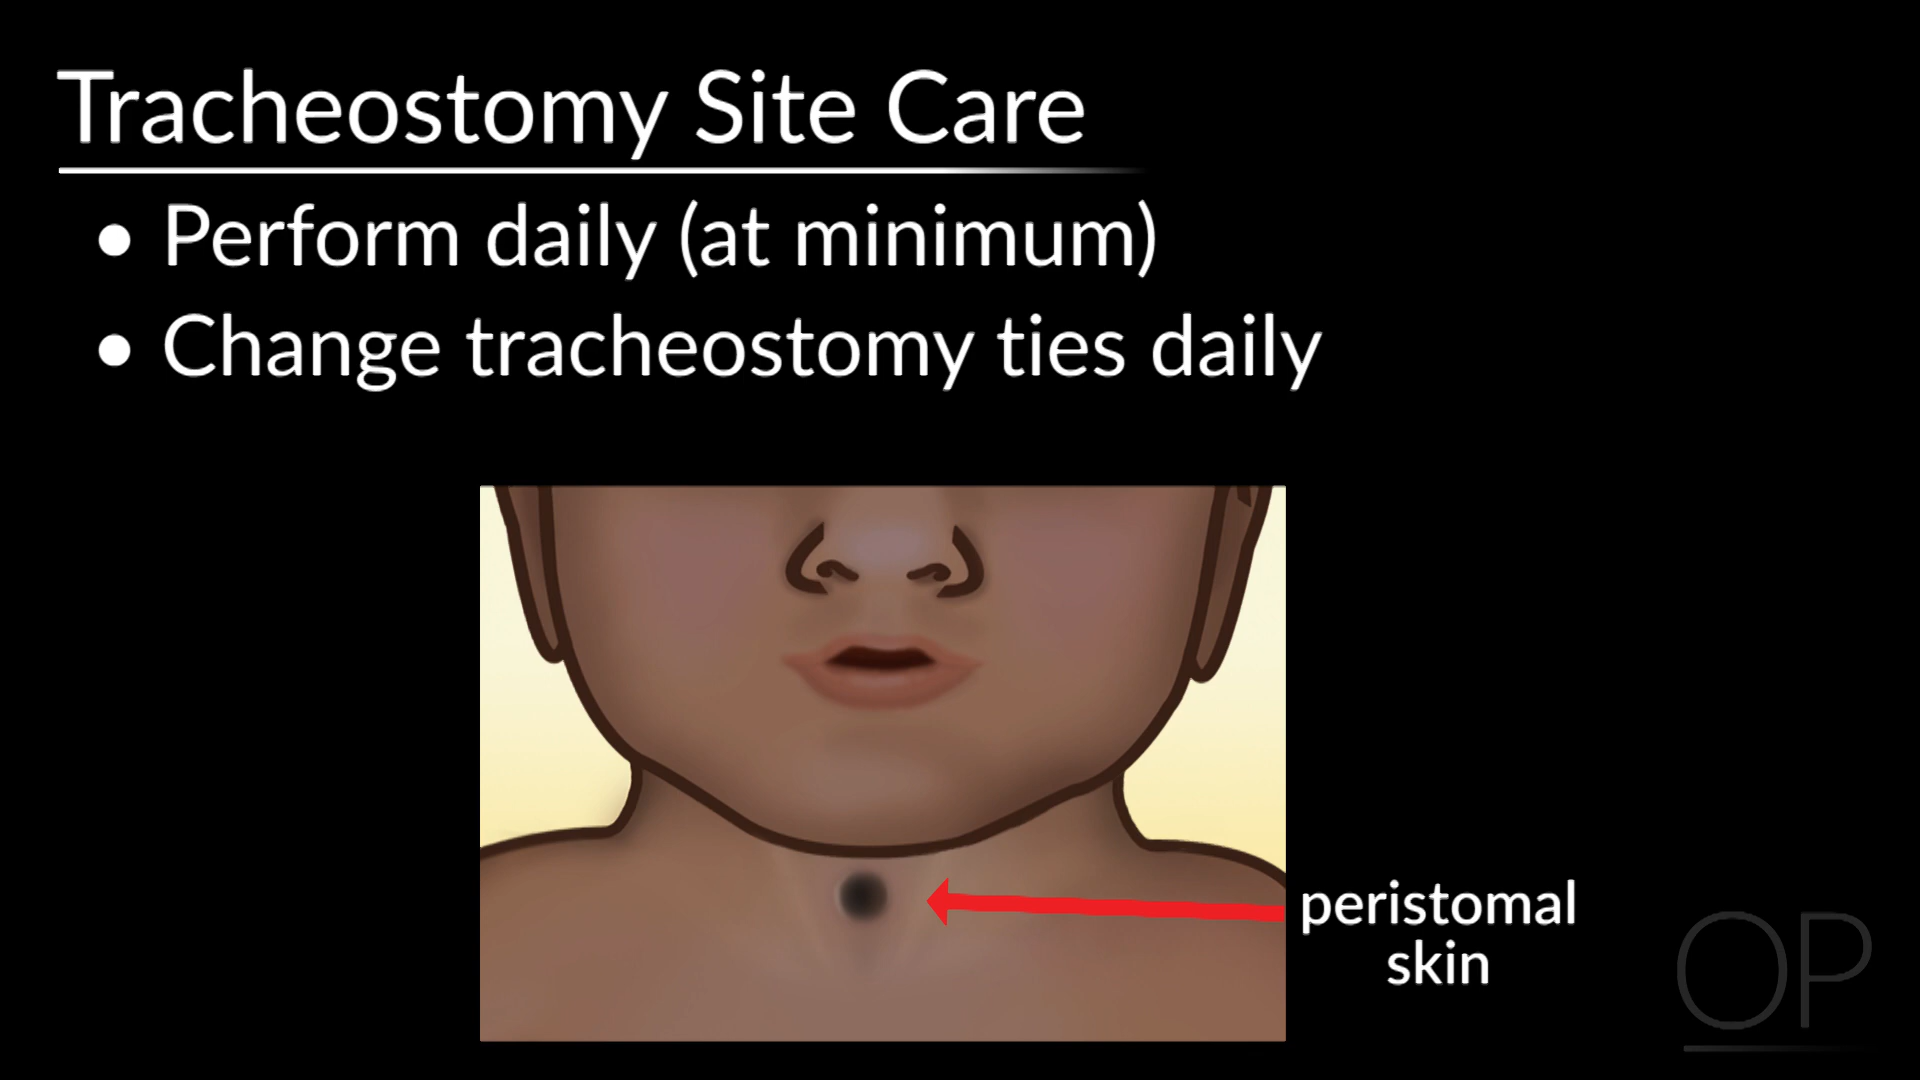 Tracheostomy Site Care
• Perform daily (at minimum)
• Change tracheostomy ties daily
peristomal
skin
OP